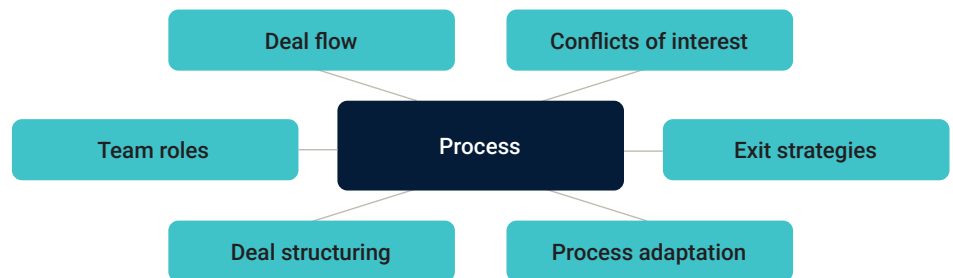 Deal flow
Conflicts of interest
Team roles
Process
Exit strategies
Deal structuring
Process adaptation